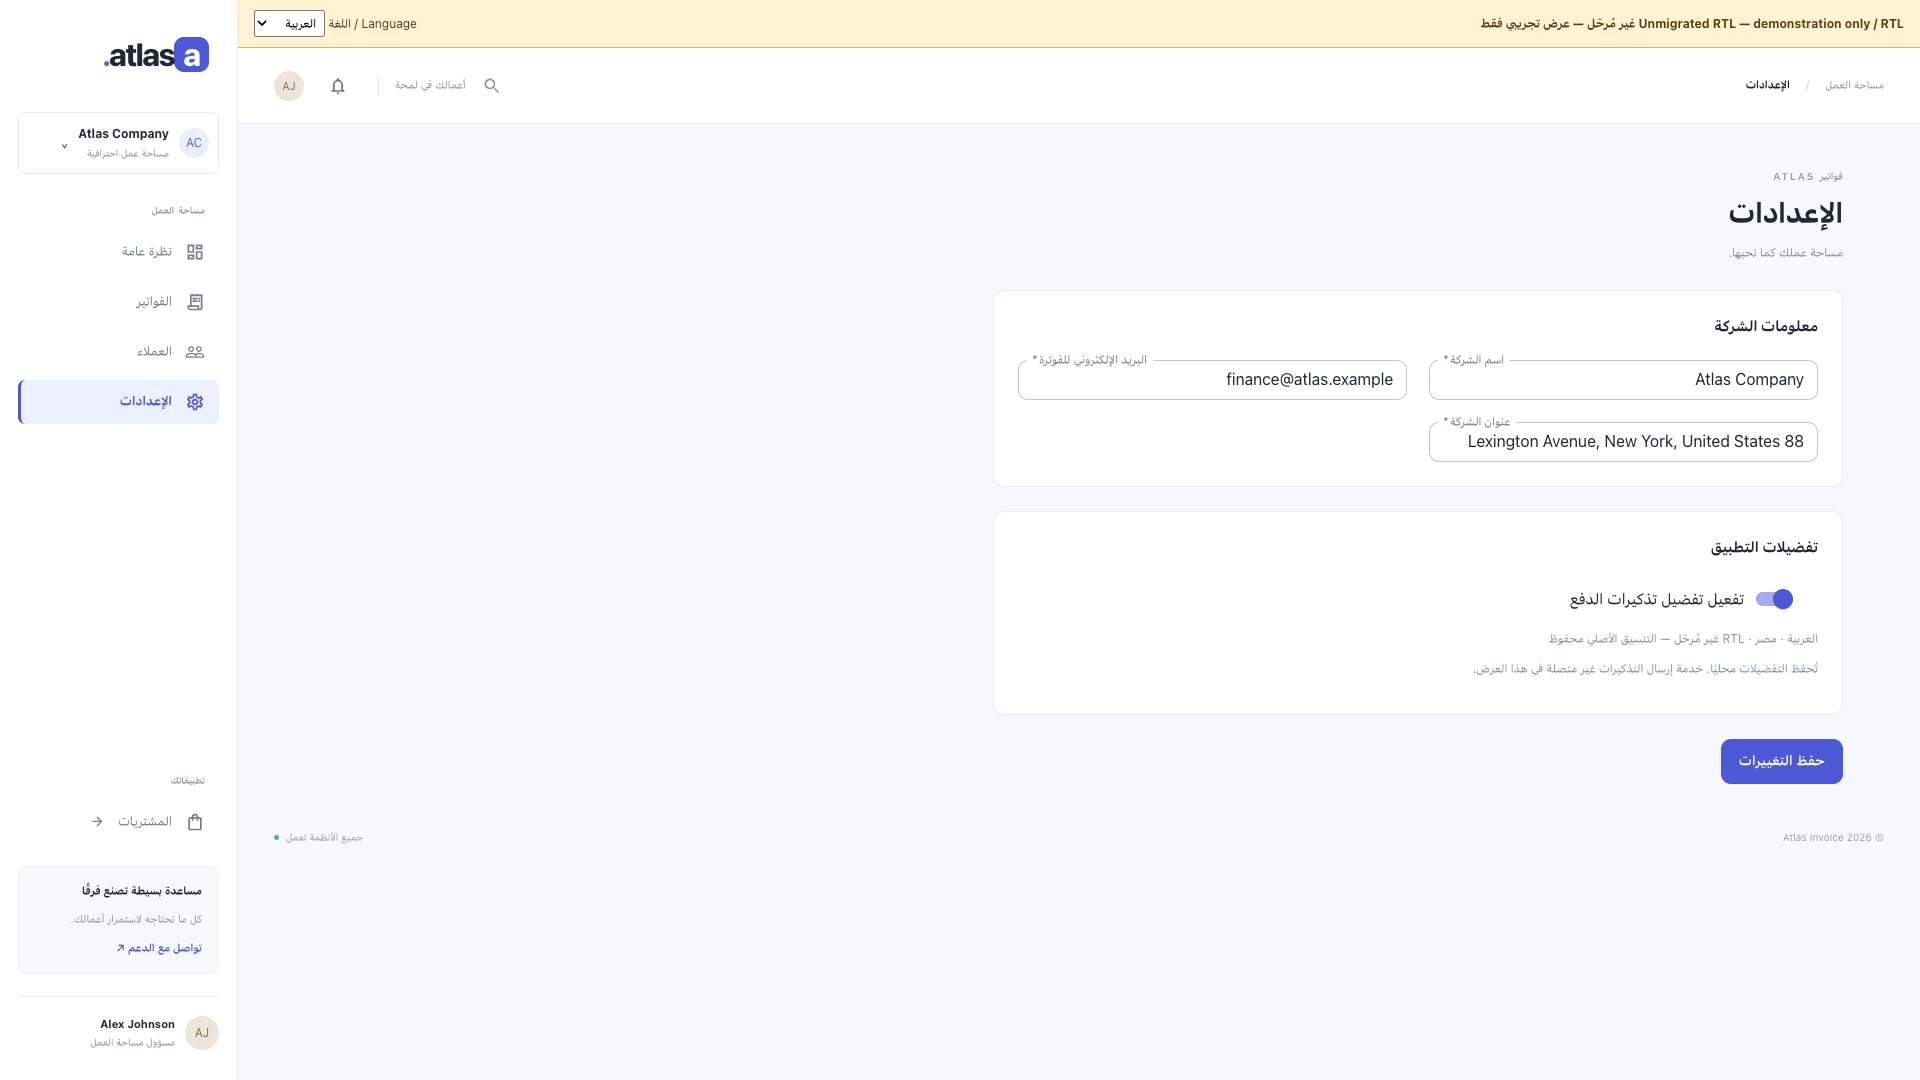 Unmigrated RTL — demonstration only / RTL غير مُرحّل — عرض تجريبي فقط
Language / اللغة
العربية
atlas.
a
Atlas Company
مساحة عمل احترافية
AC
مساحة العمل
نظرة عامة
الفواتير
العملاء
الإعدادات
تطبيقاتك
المشتريات
مساعدة بسيطة تصنع فرقًا
كل ما تحتاجه لاستمرار أعمالك.
تواصل مع الدعم ↗
AJ
Alex Johnson
مسؤول مساحة العمل
مساحة العمل / الإعدادات
أعمالك في لمحة
AJ
فواتير ATLAS
الإعدادات
مساحة عملك كما تحبها.
معلومات الشركة
اسم الشركة *
Atlas Company
البريد الإلكتروني للفوترة *
finance@atlas.example
عنوان الشركة *
Lexington Avenue, New York, United States 88
تفضيلات التطبيق
تفعيل تفضيل تذكيرات الدفع
العربية · مصر · RTL غير مُرحّل — التنسيق الأصلي محفوظ
تُحفظ التفضيلات محليًا. خدمة إرسال التذكيرات غير متصلة في هذا العرض.
حفظ التغييرات
© Atlas Invoice 2026
جميع الأنظمة تعمل